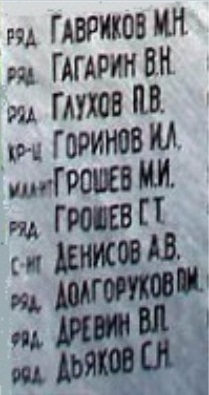 РЯД. ГАВРИКОВ М.Н.
РЯД. ГАГАРИН В.Н.
РЯД. ГЛУХОВ П.В.
КР-Ц ГОРИНОВ И.Л.
МЛ.Л-НТ ГРОШЕВ М.И.
РЯД. ГРОШЕВ Г.Т.
С-НТ ДЕНИСОВ А.В.
РЯД. ДОЛГОРУКОВ П.М.
РЯД. ДРЕВИН В.П.
РЯД. ДЬЯКОВ С.Н.